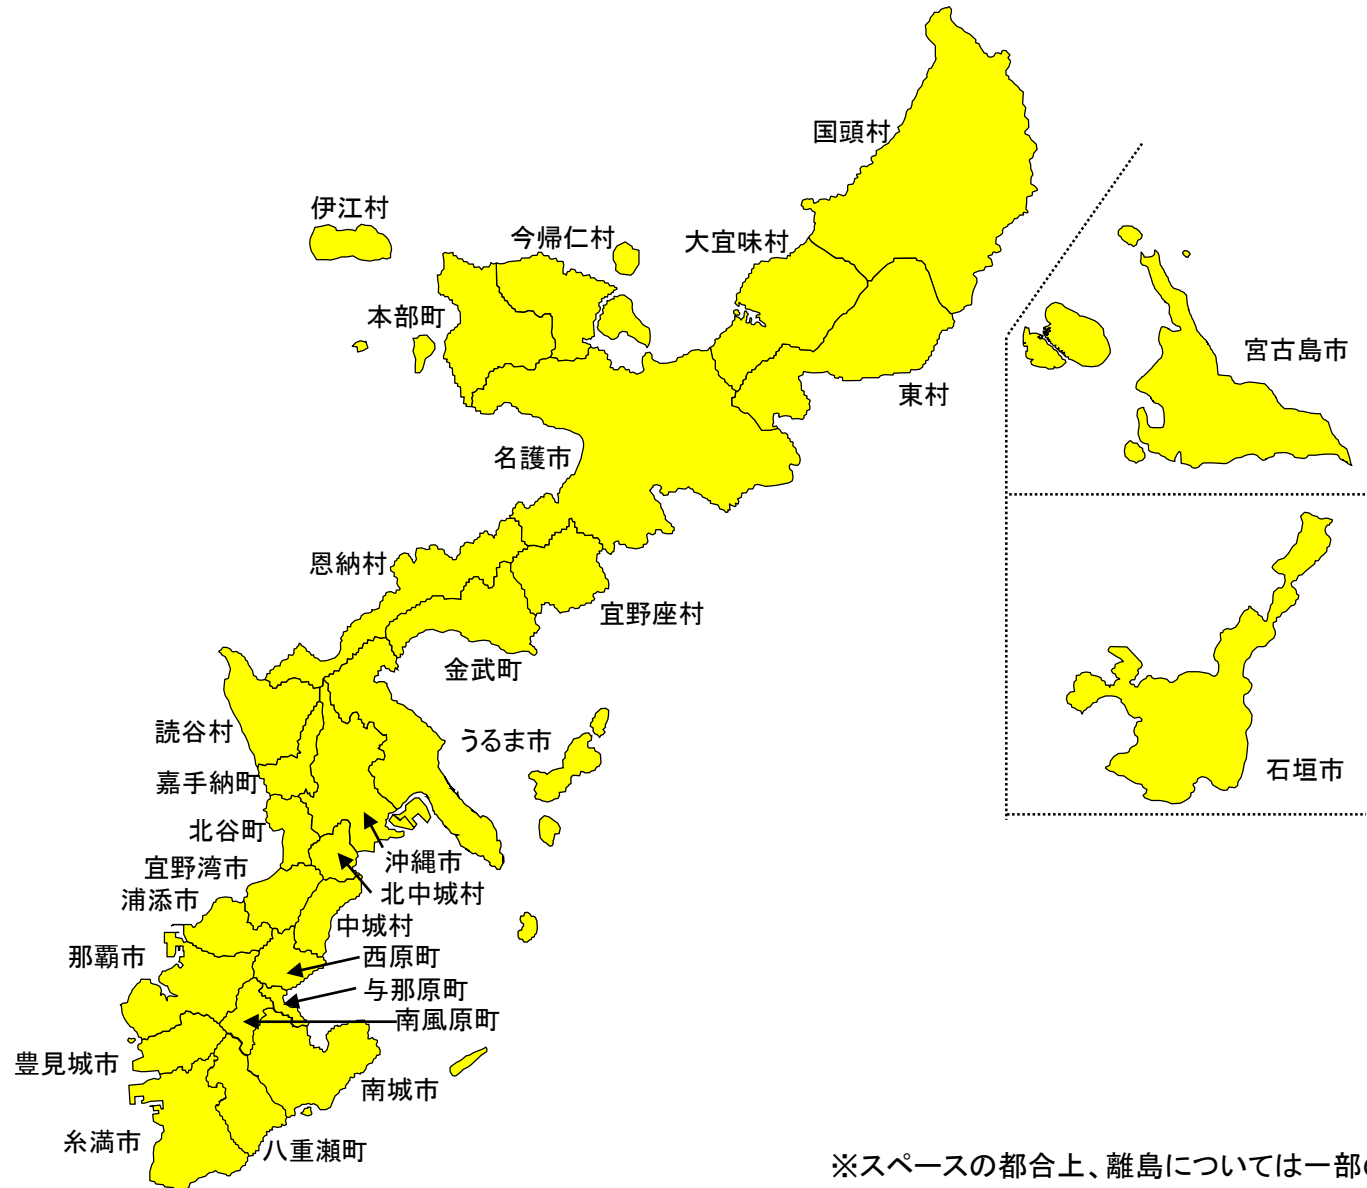 国頭村
伊江村
今帰仁村
大宜味村
本部町
宮古島市
東村
名護市
恩納村
宜野座村
金武町
読谷村
うるま市
嘉手納町
石垣市
北谷町
沖縄市
宜野湾市
北中城村
浦添市
中城村
那覇市
西原町
与那原町
南風原町
豊見城市
南城市
糸満市
八重瀬町
※スペースの都合上、離島については一部の